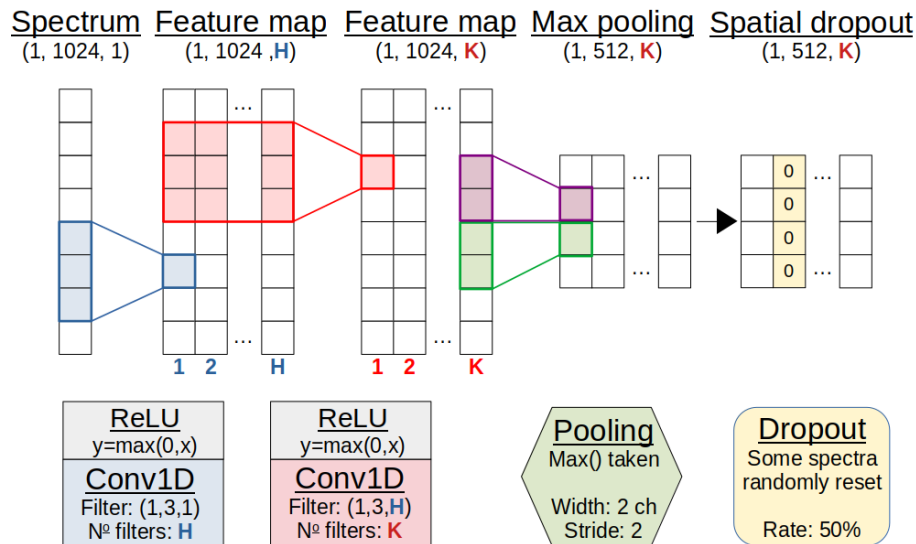 Spectrum Feature map Feature map Max pooling Spatial dropout
(1, 1024, 1) (1, 1024 ,H) (1, 1024, K) (1, 512, K) (1, 512, K)
... ...
... ...
0
0
0
0
... ...
... ...
1 2 H 1 2 K
ReLU
y=max(0,x)
Conv1D
Filter: (1,3,1)
Nº filters: H
ReLU
y=max(0,x)
Conv1D
Filter: (1,3,H)
Nº filters: K
Pooling
Max() taken
Width: 2 ch
Stride: 2
Dropout
Some spectra
randomly reset
Rate: 50%